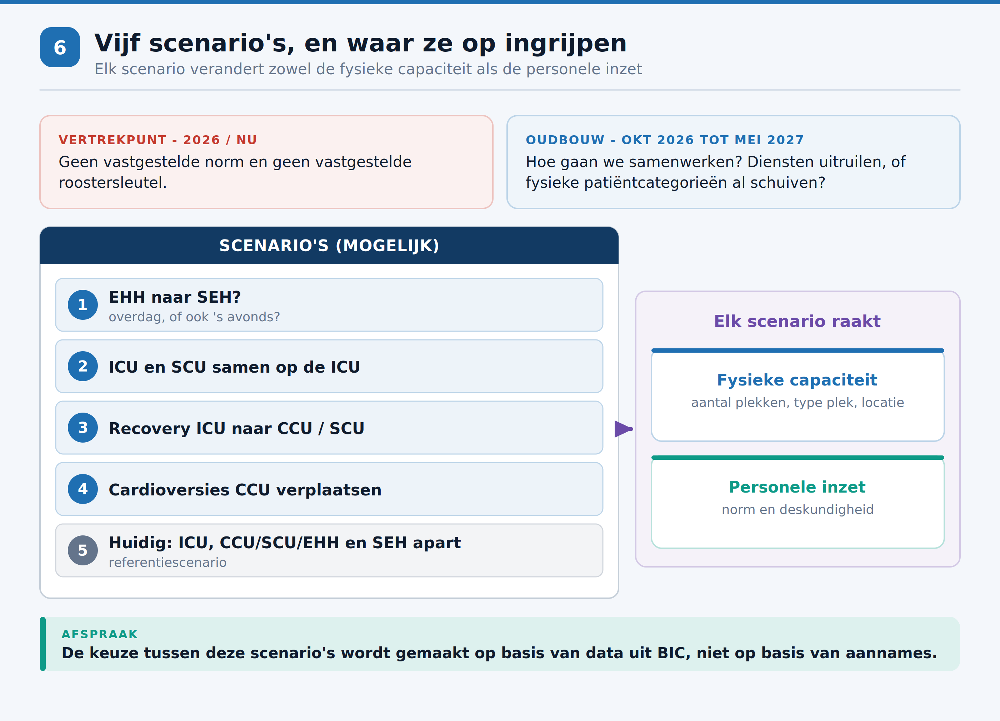 6
Vijf scenario's, en waar ze op ingrijpen
Elk scenario verandert zowel de fysieke capaciteit als de personele inzet
VERTREKPUNT - 2026 / NU
Geen vastgestelde norm en geen vastgestelde
roostersleutel.
OUDBOUW - OKT 2026 TOT MEI 2027
Hoe gaan we samenwerken? Diensten uitruilen, of
fysieke patiëntcategorieën al schuiven?
SCENARIO'S (MOGELIJK)
1
EHH naar SEH?
overdag, of ook 's avonds?
2
ICU en SCU samen op de ICU
3
Recovery ICU naar CCU / SCU
4
Cardioversies CCU verplaatsen
5
Huidig: ICU, CCU/SCU/EHH en SEH apart
referentiescenario
Elk scenario raakt
Fysieke capaciteit
aantal plekken, type plek, locatie
Personele inzet
norm en deskundigheid
AFSPRAAK
De keuze tussen deze scenario's wordt gemaakt op basis van data uit BIC, niet op basis van aannames.